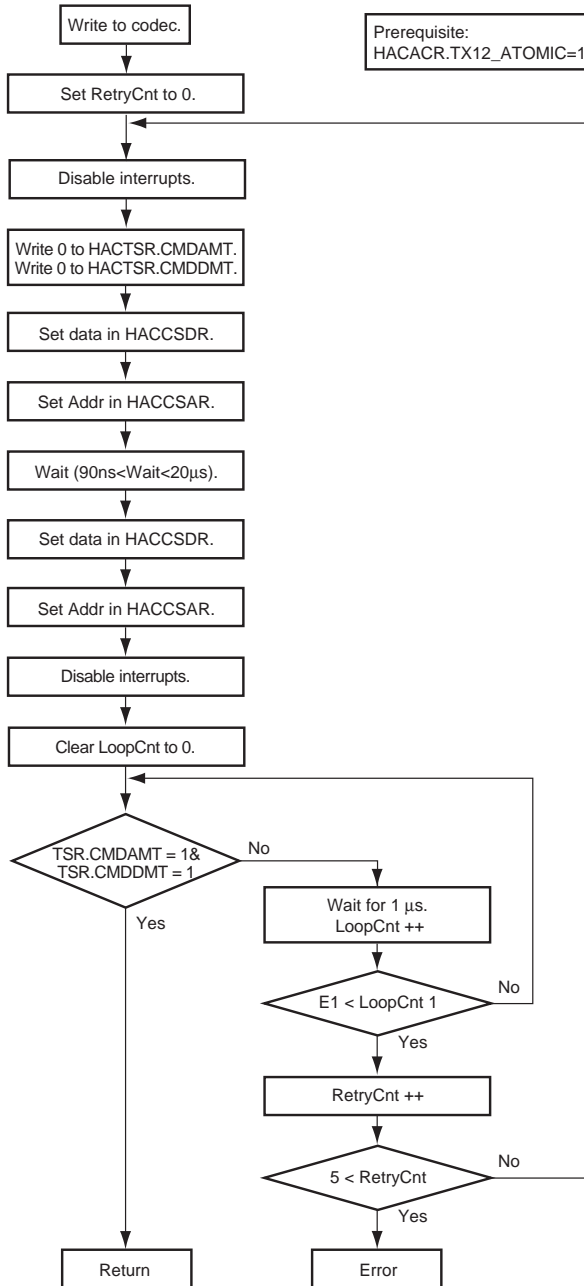 Write to codec.
Prerequisite:
HACACR.TX12_ATOMIC=1
Set RetryCnt to 0.
Disable interrupts.
Write 0 to HACTSR.CMDAMT.
Write 0 to HACTSR.CMDDMT.
Set data in HACCSDR.
Set Addr in HACCSAR.
Wait (90ns<Wait<20μs).
Set data in HACCSDR.
Set Addr in HACCSAR.
Disable interrupts.
Clear LoopCnt to 0.
TSR.CMDAMT = 1&
TSR.CMDDMT = 1
No
Yes
Wait for 1 μs.
LoopCnt ++
E1 < LoopCnt 1
No
Yes
RetryCnt ++
5 < RetryCnt
No
Yes
Return
Error